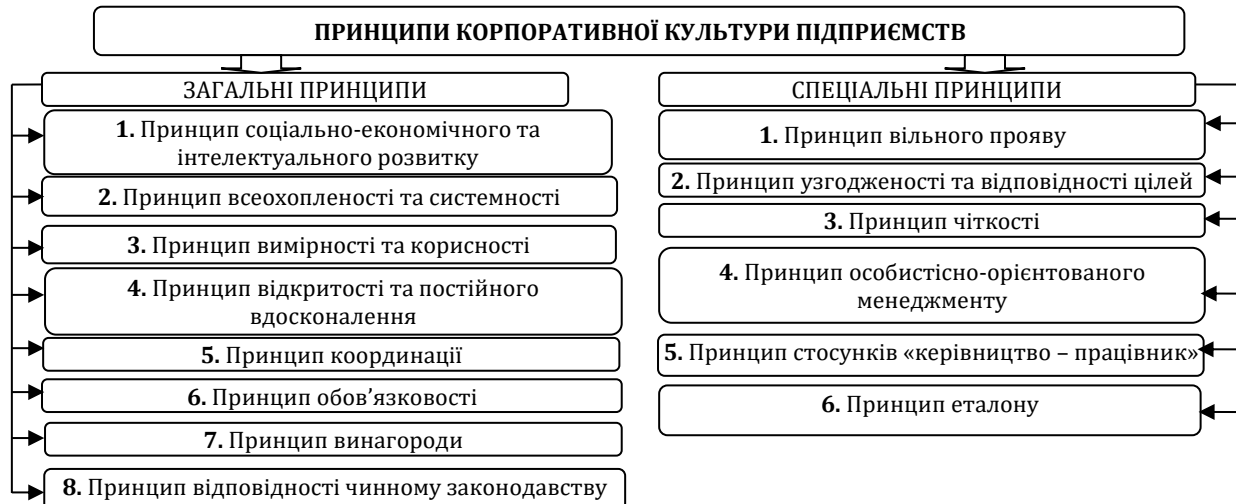 ПРИНЦИПИ КОРПОРАТИВНОЇ КУЛЬТУРИ ПІДПРИЄМСТВ
ЗАГАЛЬНІ ПРИНЦИПИ
1. Принцип соціально-економічного та
інтелектуального розвитку
2. Принцип всеохопленості та системності
3. Принцип вимірності та корисності
4. Принцип відкритості та постійного
вдосконалення
5. Принцип координації
6. Принцип обов’язковості
7. Принцип винагороди
8. Принцип відповідності чинному законодавству
СПЕЦІАЛЬНІ ПРИНЦИПИ
1. Принцип вільного прояву
2. Принцип узгодженості та відповідності цілей
3. Принцип чіткості
4. Принцип особистісно-орієнтованого
менеджменту
5. Принцип стосунків «керівництво – працівник»
6. Принцип еталону